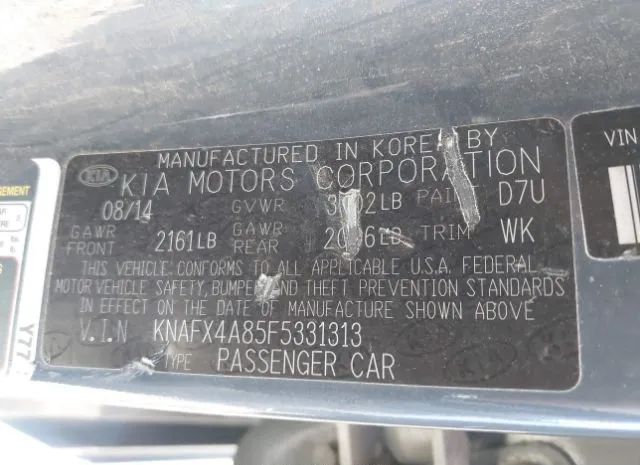 MANUFACTURED IN KOREA BY
KIA KIA MOTORS CORPORATION
08/14 GVWR PAINT D7U
GAWR FRONT 2161LB GAWR REAR TRIM WK
THIS VEHICLE CONFORMS TO ALL APPLICABLE U.S.A. FEDERAL
MOTOR VEHICLE SAFETY, BUMPER AND THEFT PREVENTION STANDARDS
IN EFFECT ON THE DATE OF MANUFACTURE SHOWN ABOVE
V.I.N KNAFX4A85F5331313
TYPE PASSENGER CAR
VIN
Y77